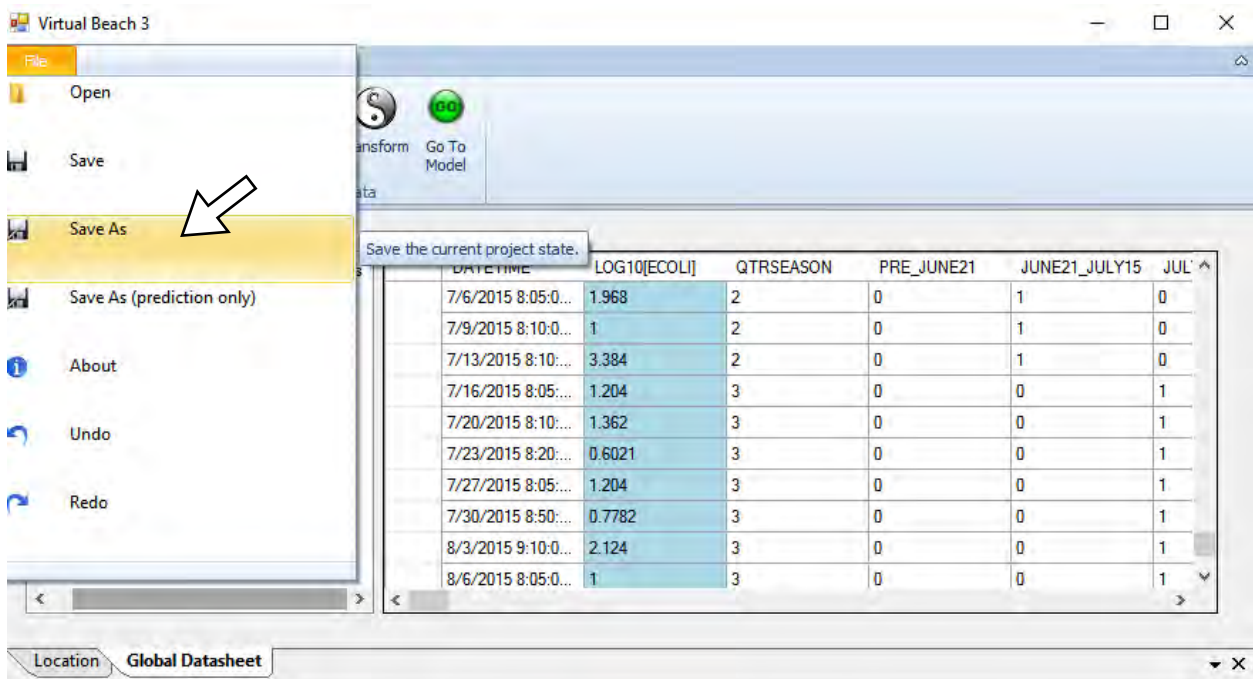 Virtual Beach 3
File
Open
Save
Save As
Save the current project state.
Save As (prediction only)
About
Undo
Redo
ansform
Go To
Model
GO
ata
s
DATETIME LOG10[ECOLI] QTRSEASON PRE_JUNE21 JUNE21_JULY15 JUL
7/6/2015 8:05:0... 1.968 2 0 1 0
7/9/2015 8:10:0... 1 2 0 1 0
7/13/2015 8:10:... 3.384 2 0 1 0
7/16/2015 8:05:... 1.204 3 0 0 1
7/20/2015 8:10:... 1.362 3 0 0 1
7/23/2015 8:20:... 0.6021 3 0 0 1
7/27/2015 8:05:... 1.204 3 0 0 1
7/30/2015 8:50:... 0.7782 3 0 0 1
8/3/2015 9:10:0... 2.124 3 0 0 1
8/6/2015 8:05:0... 1 3 0 0 1
Location Global Datasheet